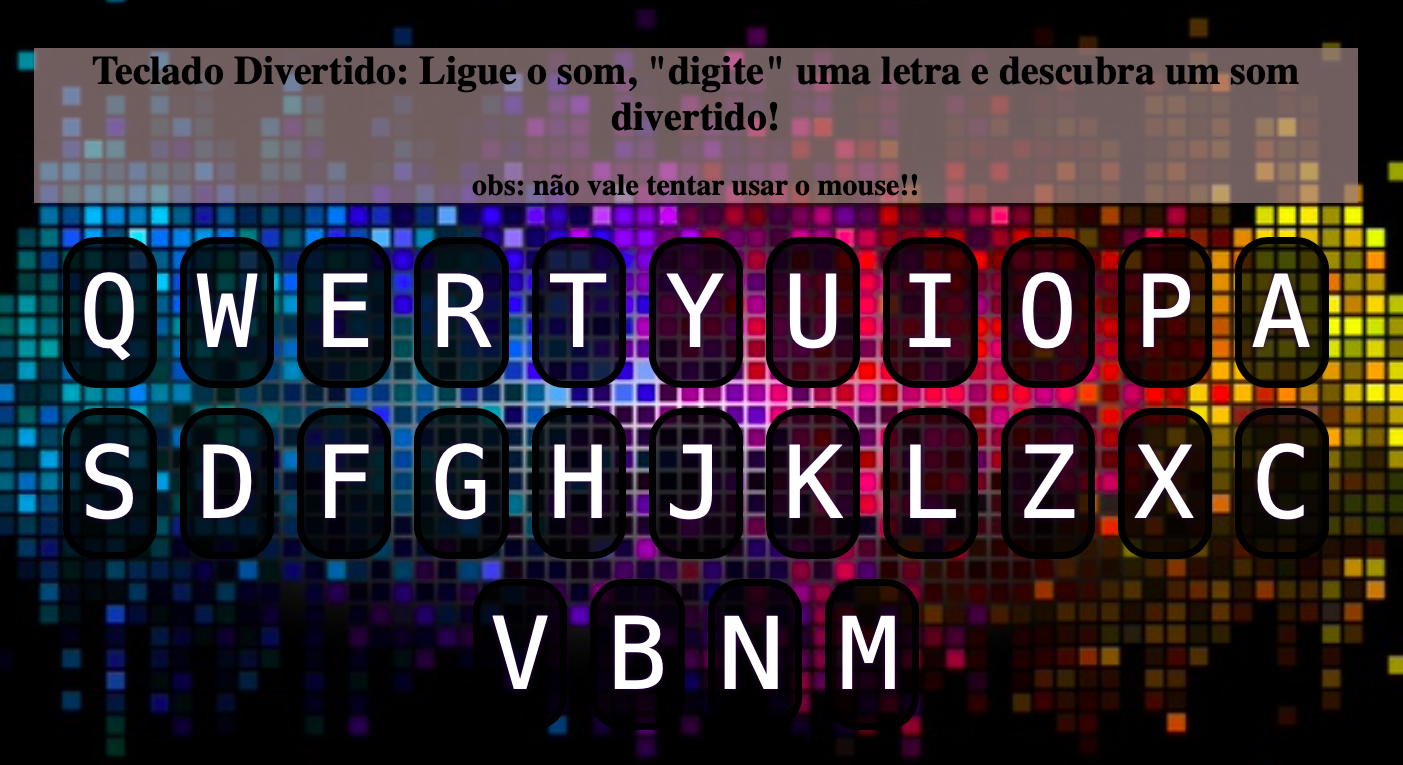 Teclado Divertido: Ligue o som, "digite" uma letra e descubra um som
divertido!
obs: não vale tentar usar o mouse!!
Q W E R T Y U I O P A
S D F G H J K L Z X C
V B N M